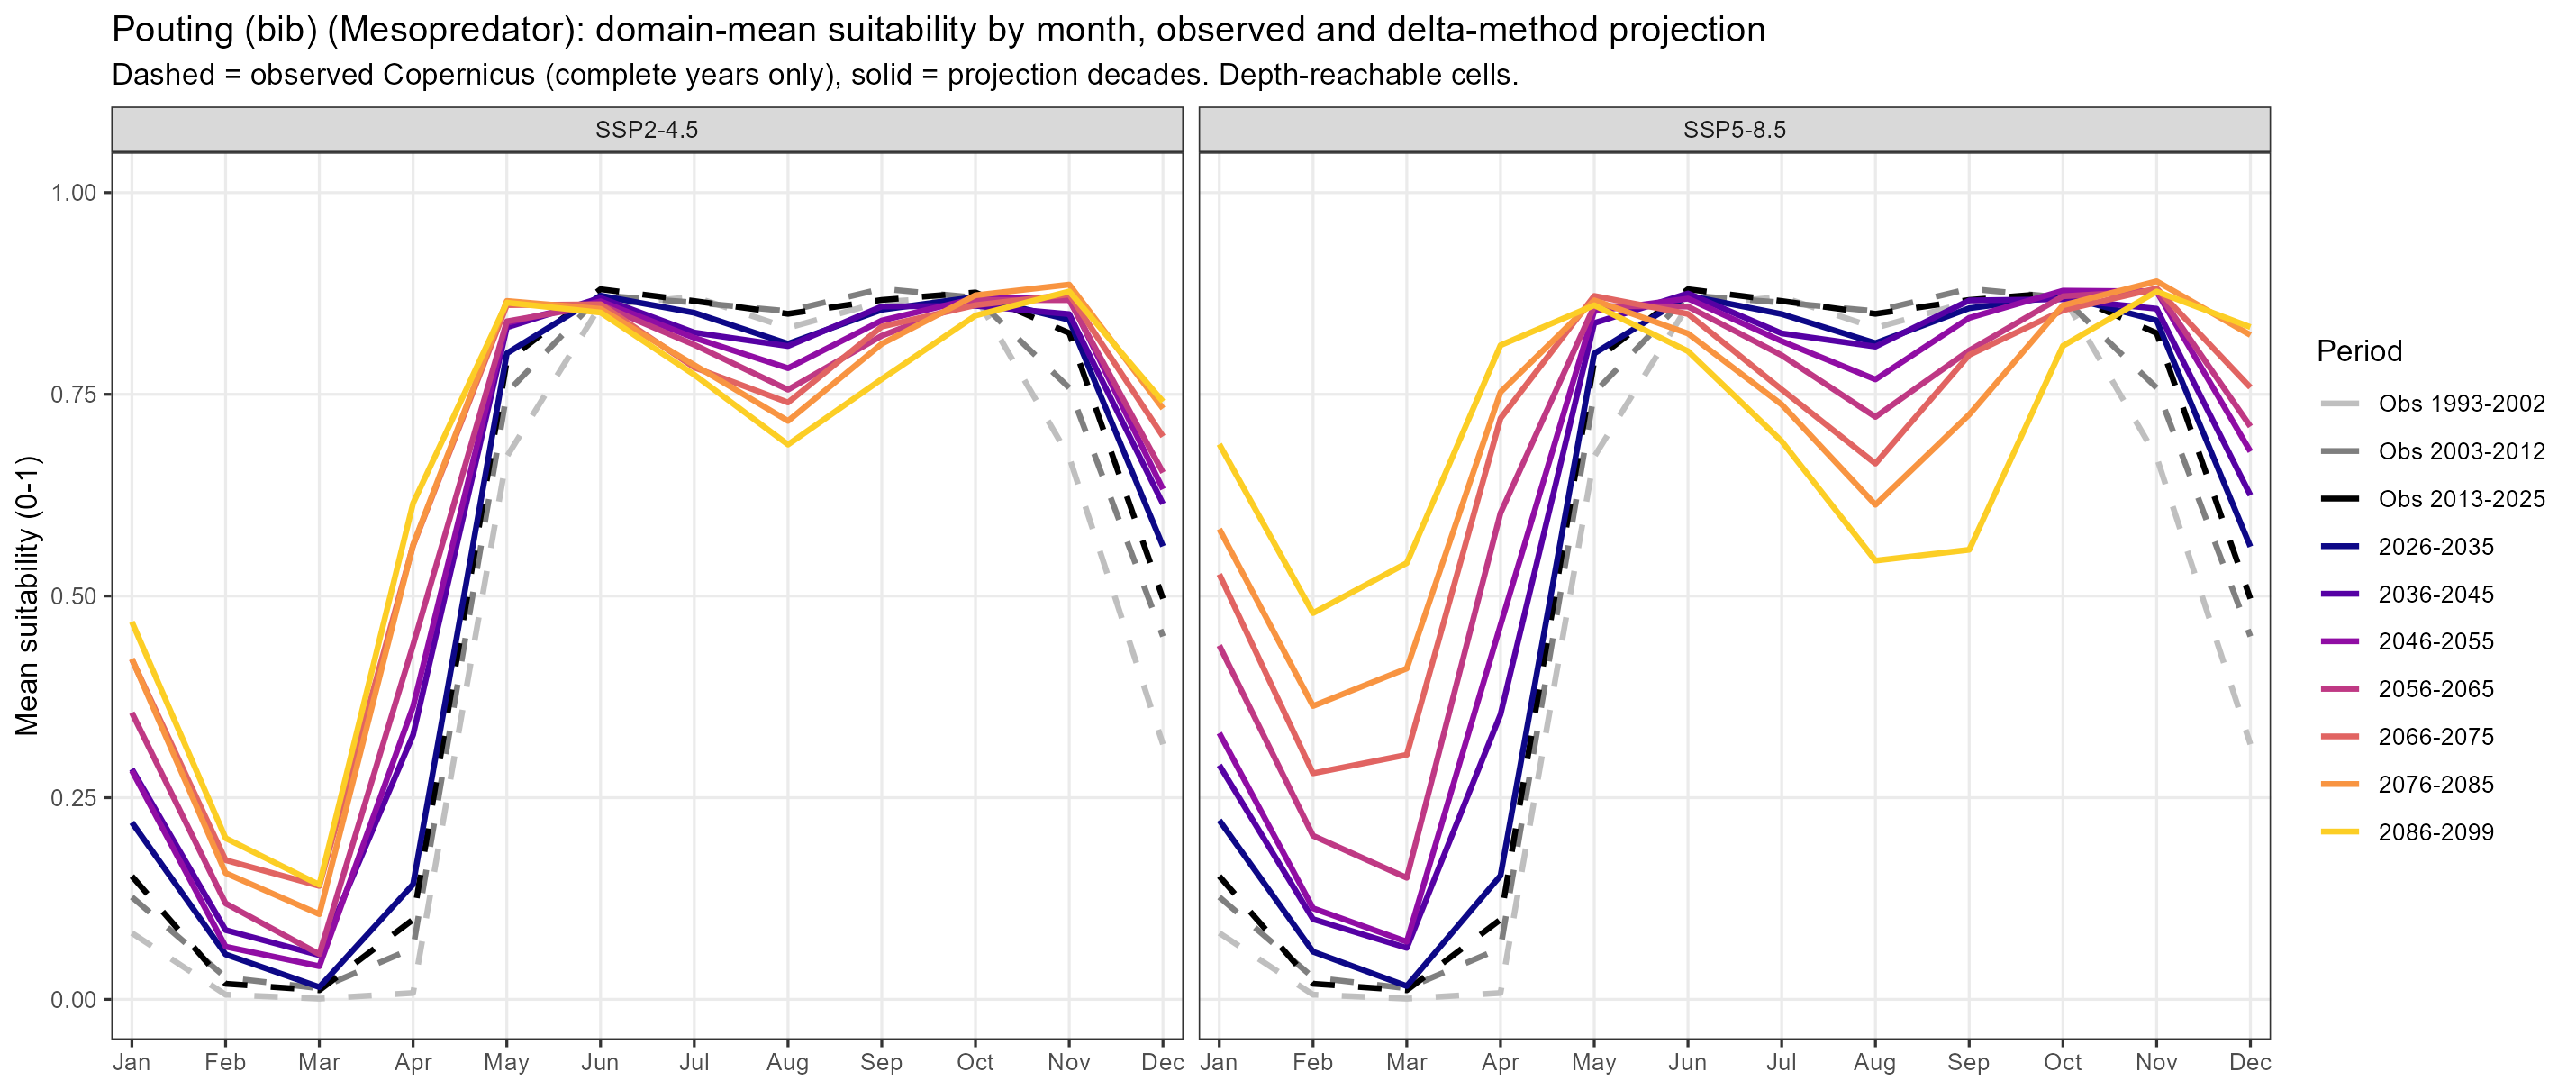 Pouting (bib) (Mesopredator): domain-mean suitability by month, observed and delta-method projection
Dashed = observed Copernicus (complete years only), solid = projection decades. Depth-reachable cells.
SSP2-4.5
SSP5-8.5
Mean suitability (0-1)
1.00
0.75
0.50
0.25
0.00
Jan Feb Mar Apr May Jun Jul Aug Sep Oct Nov Dec
Jan Feb Mar Apr May Jun Jul Aug Sep Oct Nov Dec
Period
Obs 1993-2002
Obs 2003-2012
Obs 2013-2025
2026-2035
2036-2045
2046-2055
2056-2065
2066-2075
2076-2085
2086-2099